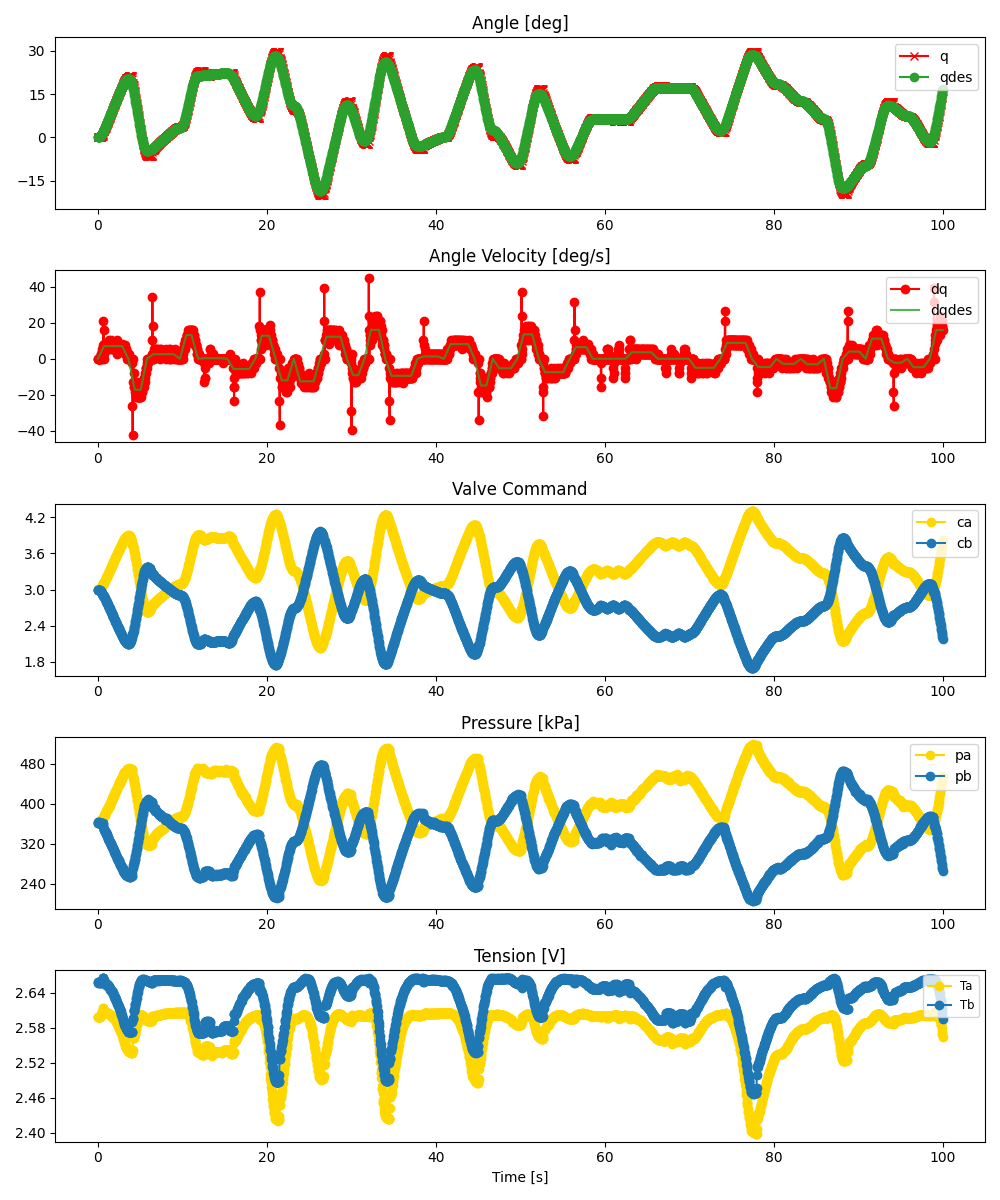 Angle [deg]
30
15
0
−15
q
qdes
0 20 40 60 80 100
Angle Velocity [deg/s]
40
20
0
−20
−40
dq
dqdes
0 20 40 60 80 100
Valve Command
4.2
3.6
3.0
2.4
1.8
ca
cb
0 20 40 60 80 100
Pressure [kPa]
480
400
320
240
pa
pb
0 20 40 60 80 100
Tension [V]
2.64
2.58
2.52
2.46
2.40
Ta
Tb
0 20 40 60 80 100
Time [s]